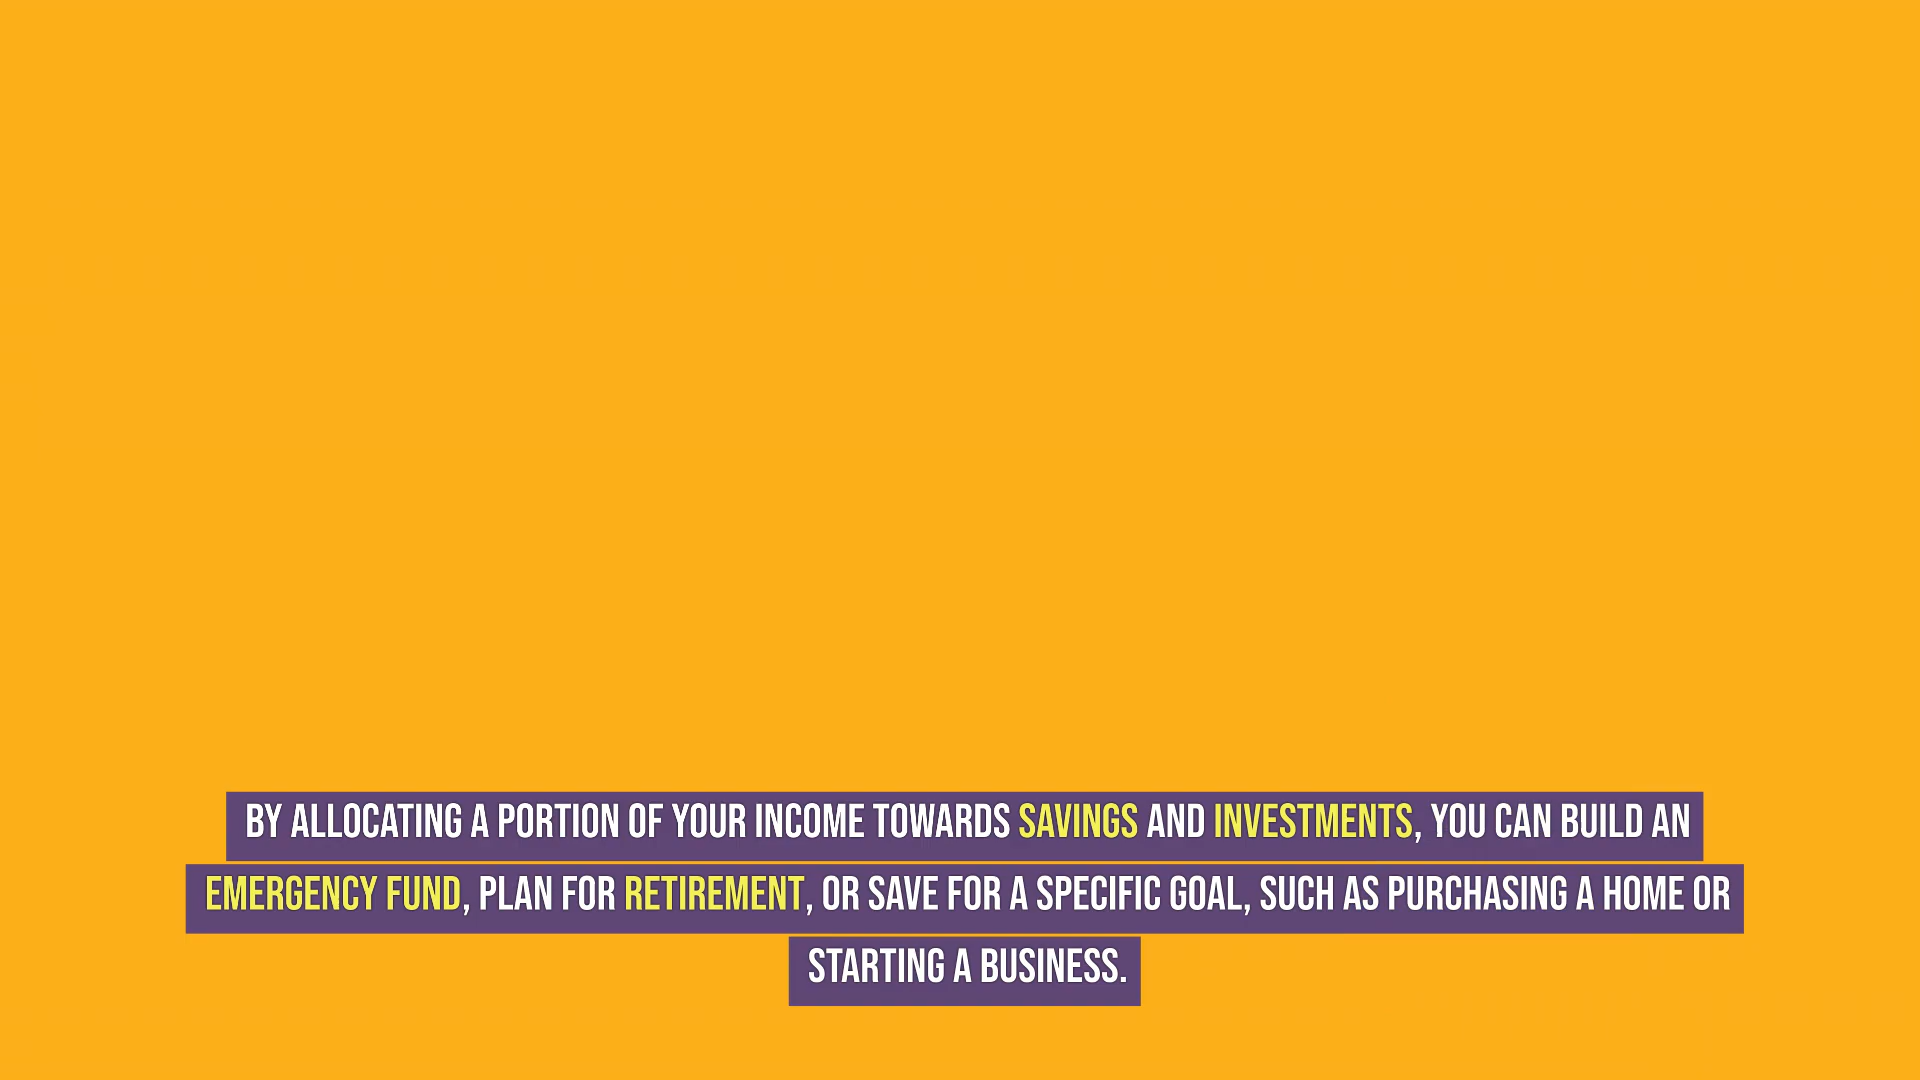 BY ALLOCATING A PORTION OF YOUR INCOME TOWARDS SAVINGS AND INVESTMENTS, YOU CAN BUILD AN
EMERGENCY FUND, PLAN FOR RETIREMENT, OR SAVE FOR A SPECIFIC GOAL, SUCH AS PURCHASING A HOME OR
STARTING A BUSINESS.